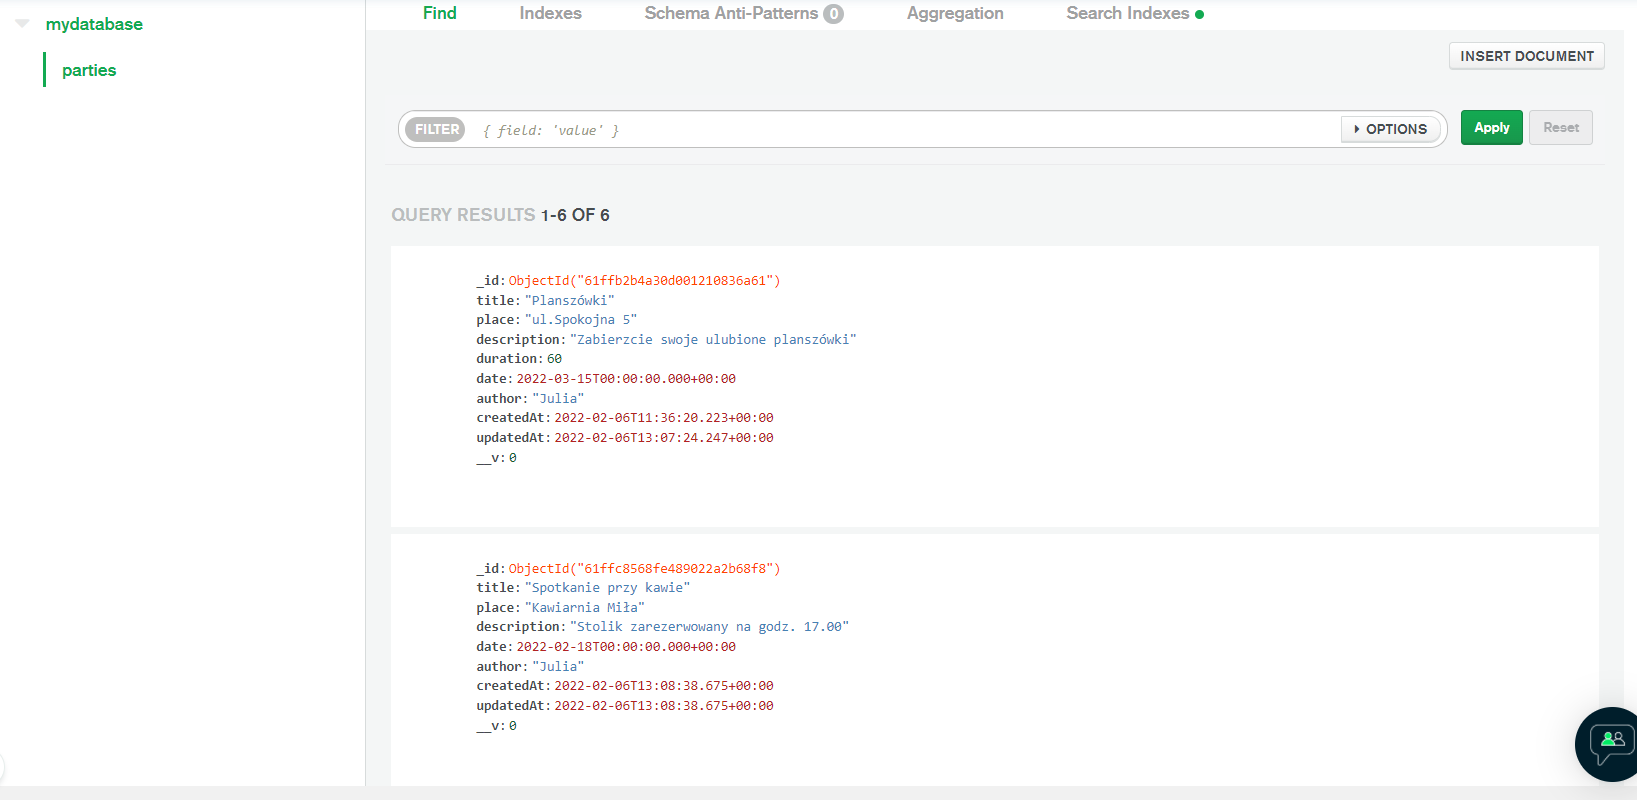 mydatabase
parties
Find Indexes Schema Anti-Patterns 0 Aggregation Search Indexes
INSERT DOCUMENT
FILTER { field: 'value' } OPTIONS Apply Reset
QUERY RESULTS 1-6 OF 6
_id: ObjectId("61ffb2b4a30d001210836a61")
title: "Planszówki"
place: "ul.Spokojna 5"
description: "Zabierzcie swoje ulubione planszówki"
duration: 60
date: 2022-03-15T00:00:00.000+00:00
author: "Julia"
createdAt: 2022-02-06T11:36:20.223+00:00
updatedAt: 2022-02-06T13:07:24.247+00:00
__v: 0
_id: ObjectId("61ffc8568fe489022a2b68f8")
title: "Spotkanie przy kawie"
place: "Kawiarnia Miła"
description: "Stolik zarezerwowany na godz. 17.00"
date: 2022-02-18T00:00:00.000+00:00
author: "Julia"
createdAt: 2022-02-06T13:08:38.675+00:00
updatedAt: 2022-02-06T13:08:38.675+00:00
__v: 0